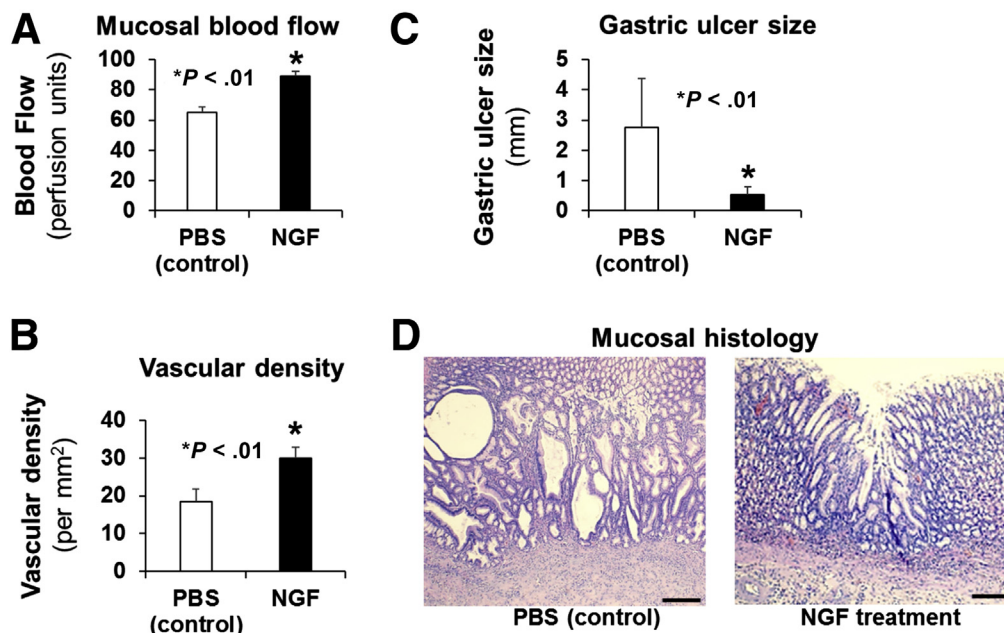 A
Mucosal blood flow
Blood Flow
(perfusion units)
100
80
60
40
20
0
*P < .01
*
PBS
(control)
NGF
B
Vascular density
Vascular density
(per mm²)
40
30
20
10
0
*P < .01
*
PBS
(control)
NGF
C
Gastric ulcer size
Gastric ulcer size
(mm)
5
4
3
2
1
0
*P < .01
*
PBS
(control)
NGF
D
Mucosal histology
PBS (control)
NGF treatment